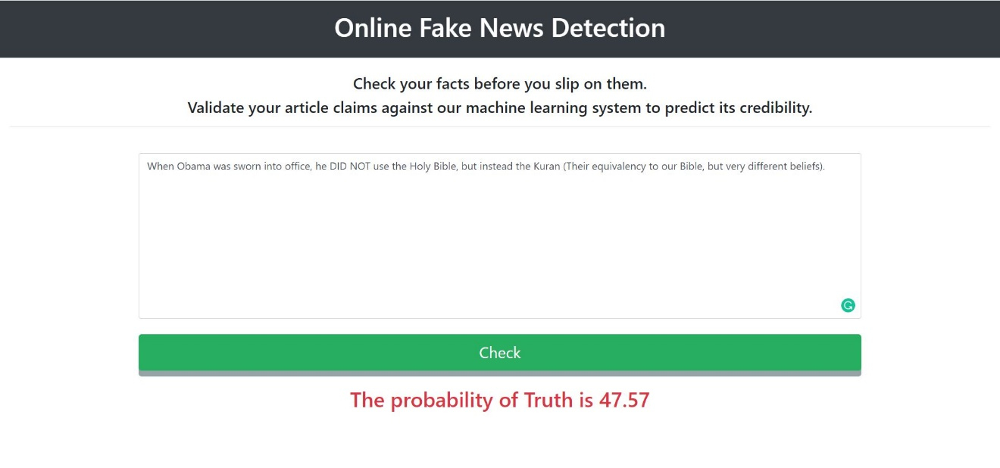 Online Fake News Detection
Check your facts before you slip on them.
Validate your article claims against our machine learning system to predict its credibility.
When Obama was sworn into office, he DID NOT use the Holy Bible, but instead the Kuran (Their equivalency to our Bible, but very different beliefs).
Check
The probability of Truth is 47.57